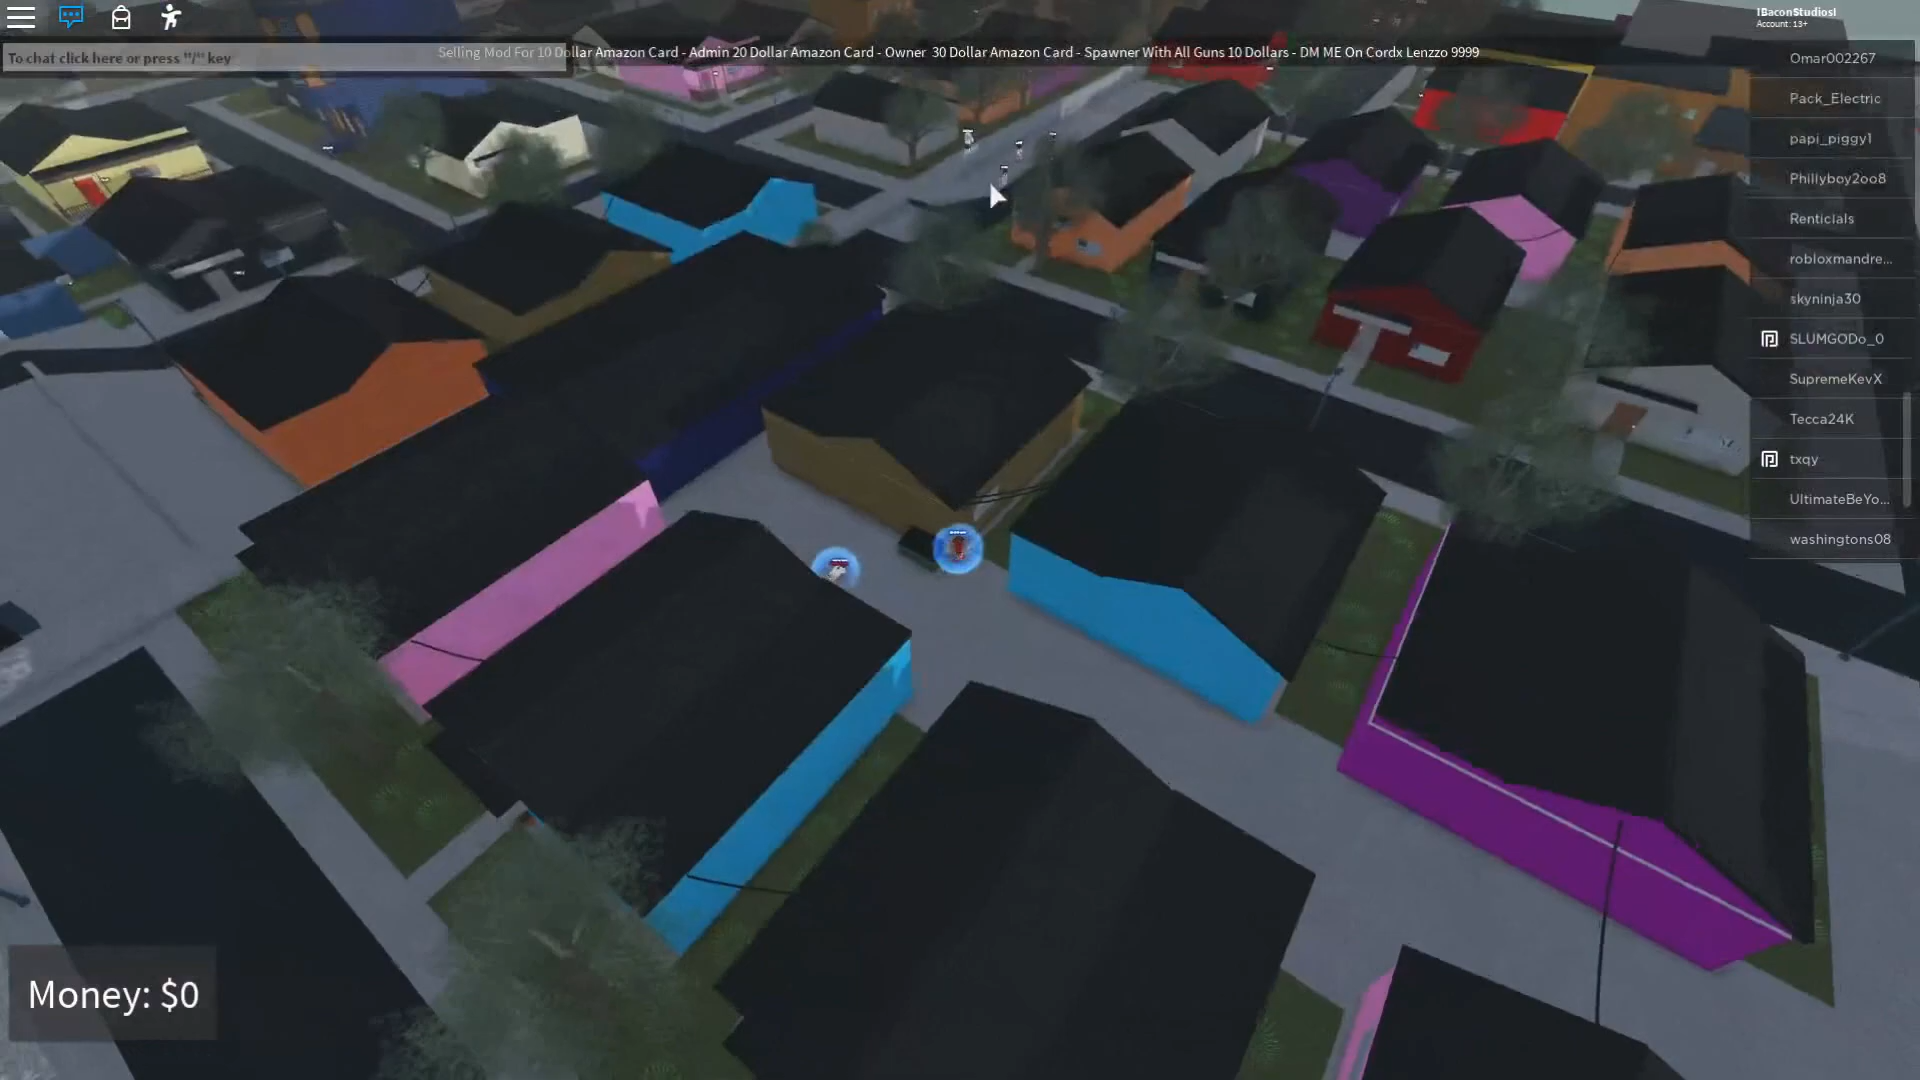 IBaconStudiosI
Account: 13+
Selling Mod For 10 Dollar Amazon Card - Admin 20 Dollar Amazon Card - Owner 30 Dollar Amazon Card - Spawner With All Guns 10 Dollars - DM ME On Cordx Lenzzo 9999
To chat click here or press "/" key
Omar002267
Pack_Electric
papi_piggy1
Phillyboy2oo8
Renticials
robloxmandre...
skyninja30
SLUMGODo_0
SupremeKevX
Tecca24K
txqy
UltimateBeYo...
washingtons08
Money: $0